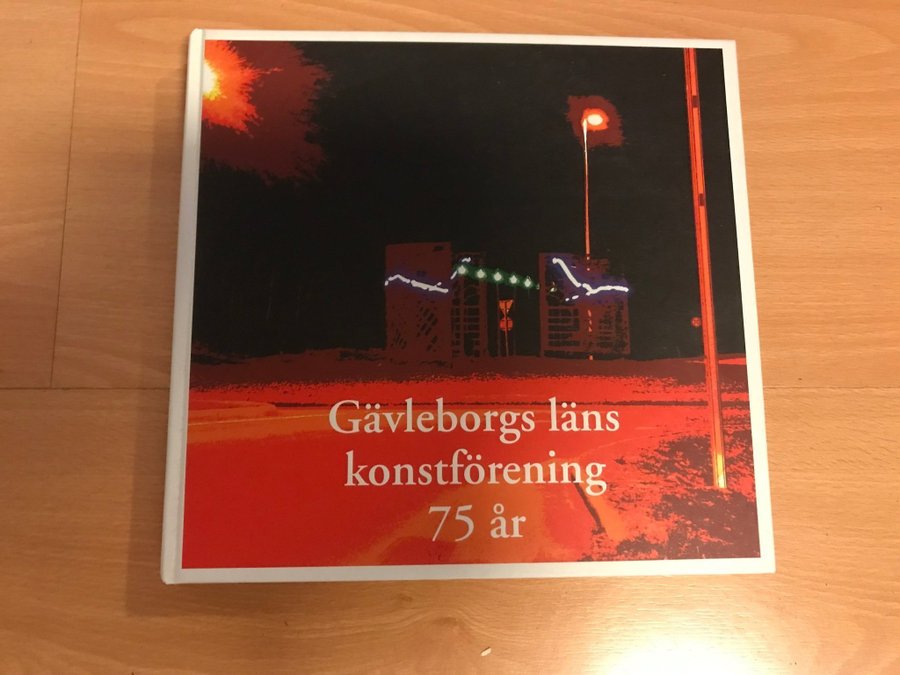 Gävleborgs läns
konstförening
75 år